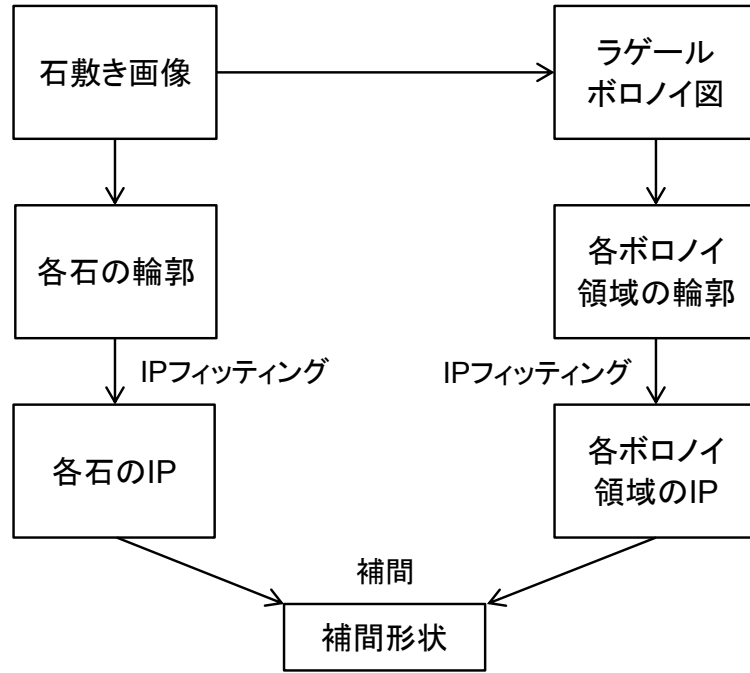 石敷き画像
ラゲール
ボロノイ図
各石の輪郭
各ボロノイ
領域の輪郭
IPフィッティング
IPフィッティング
各石のIP
各ボロノイ
領域のIP
補間
補間形状